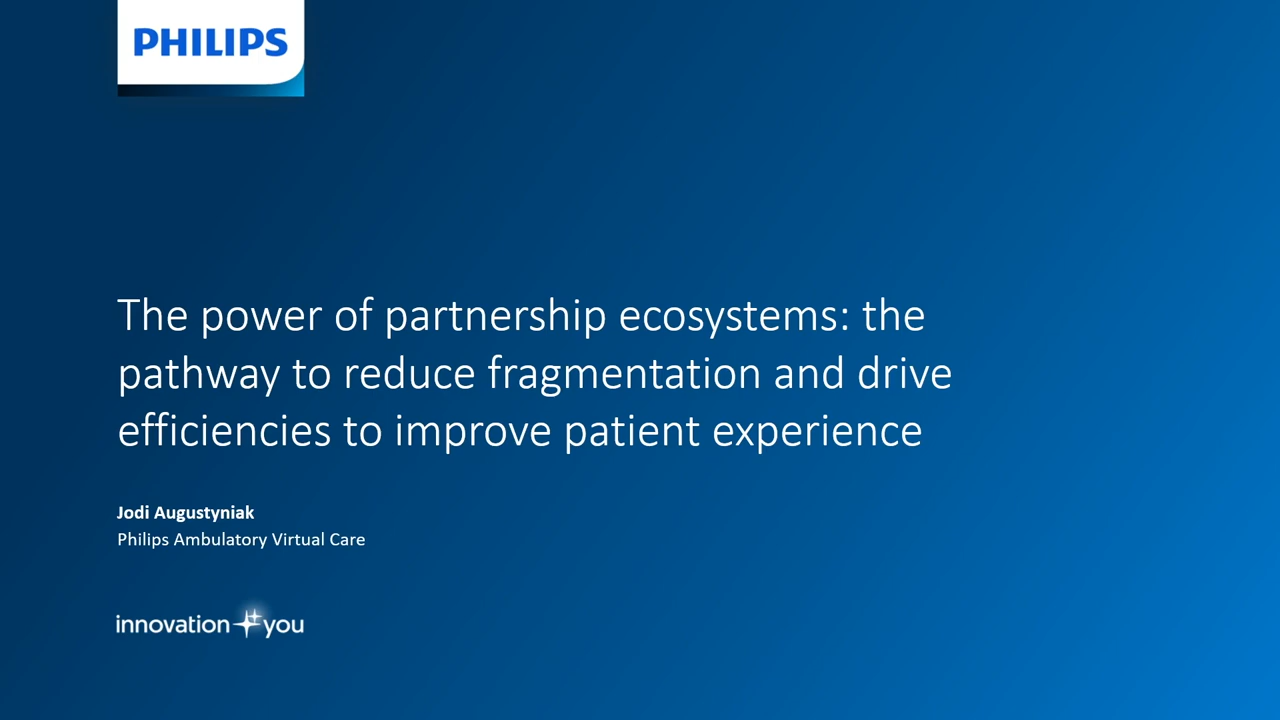 PHILIPS
The power of partnership ecosystems: the
pathway to reduce fragmentation and drive
efficiencies to improve patient experience
Jodi Augustyniak
Philips Ambulatory Virtual Care
innovation+you